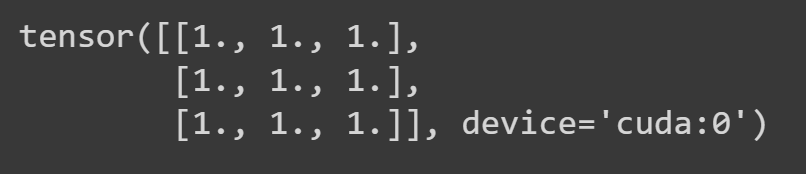 tensor([[1., 1., 1.],
        [1., 1., 1.],
        [1., 1., 1.]], device='cuda:0')